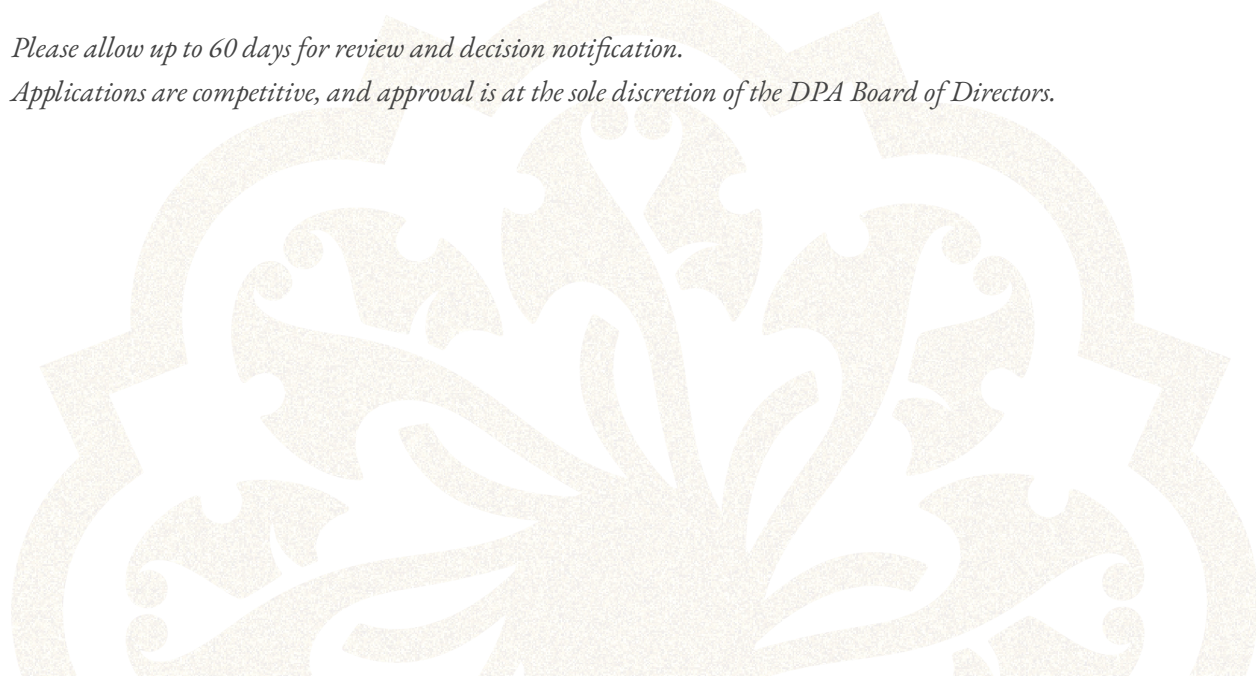 Please allow up to 60 days for review and decision notification.
Applications are competitive, and approval is at the sole discretion of the DPA Board of Directors.